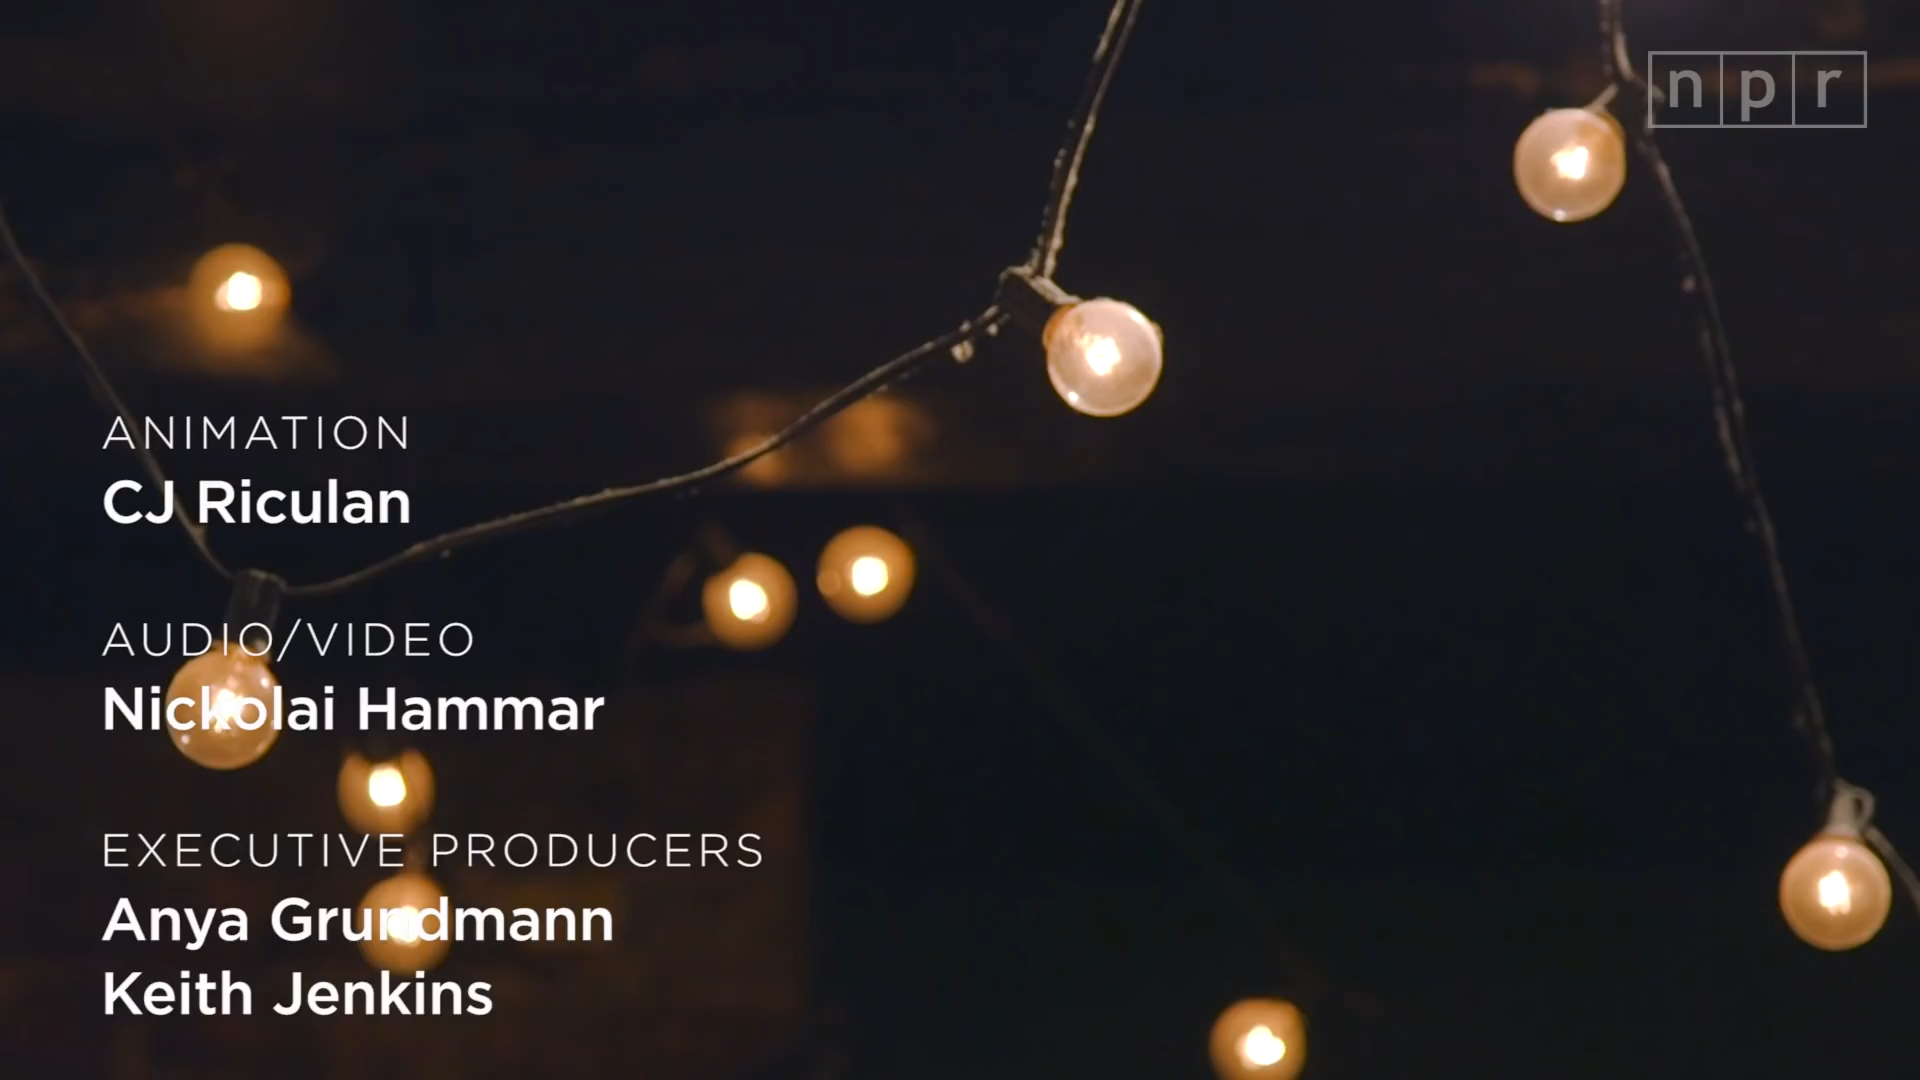 npr
ANIMATION
CJ Riculan
AUDIO/VIDEO
Nickolai Hammar
EXECUTIVE PRODUCERS
Anya Grundmann
Keith Jenkins